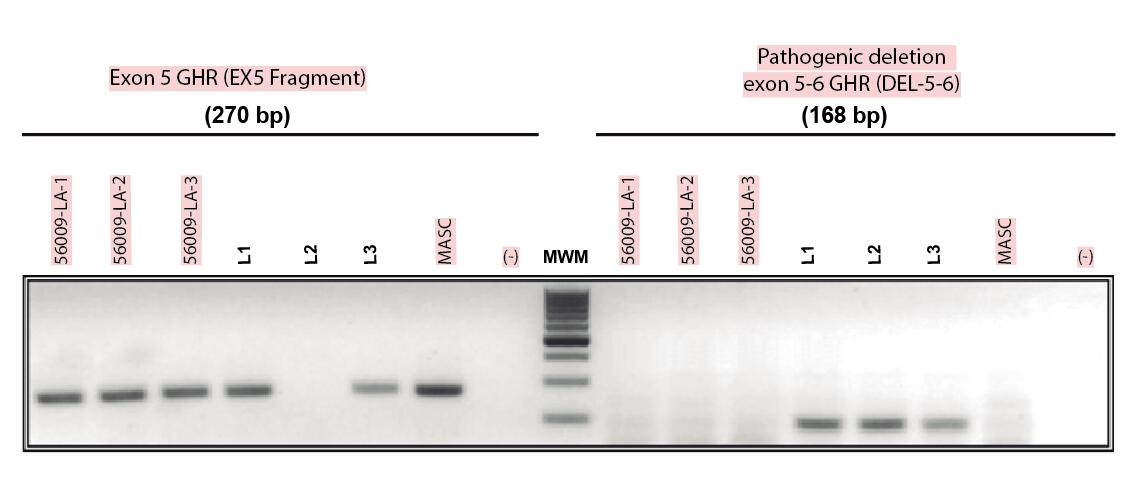 Exon 5 GHR (EX5 Fragment)
(270 bp)
Pathogenic deletion
exon 5-6 GHR (DEL-5-6)
(168 bp)
56009-LA-1
56009-LA-2
56009-LA-3
L1
L2
L3
MASC
(-)
MWM
56009-LA-1
56009-LA-2
56009-LA-3
L1
L2
L3
MASC
(-)